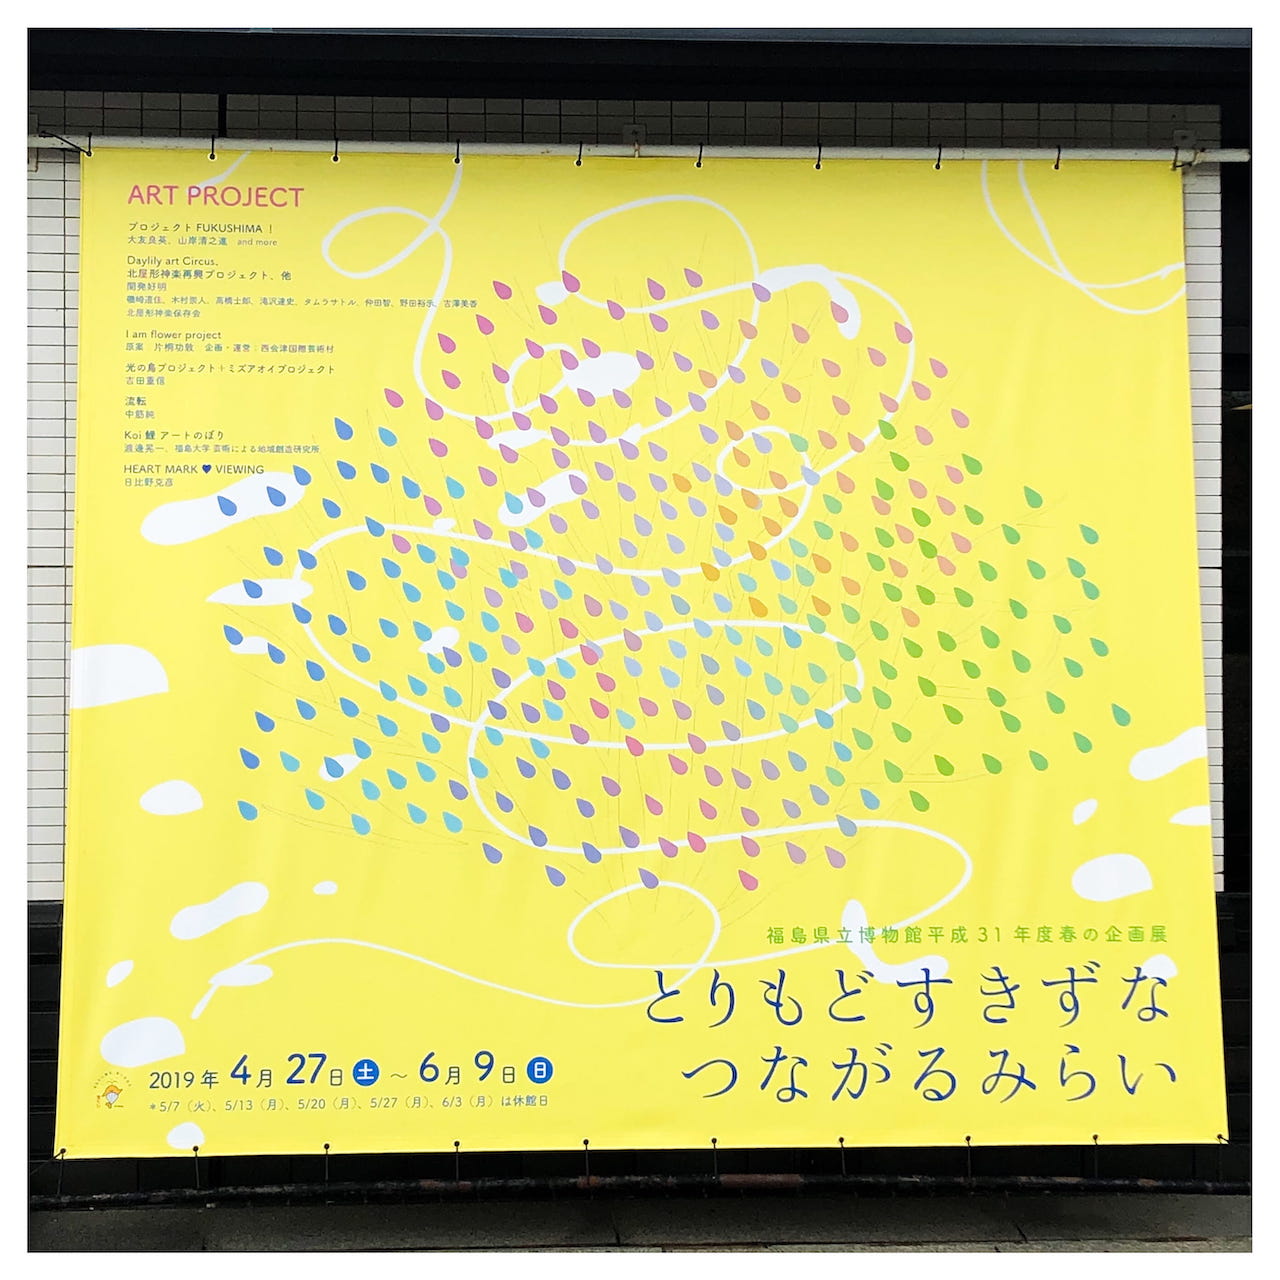 ART PROJECT
プロジェクト FUKUSHIMA !
大友良英、山岸清之進 and more
Daylily art Circus、
北屋形神楽再興プロジェクト、他
開発好明
磯崎道佳、木村崇人、高橋士郎、滝沢達史、タムラサトル、仲田智、野田裕示、吉澤美香
北屋形神楽保存会
I am flower project
原案 片桐功敦 企画・運営:西会津国際芸術村
光の鳥プロジェクト+ミズアオイプロジェクト
吉田重信
流転
中筋純
Koi 鯉 アートのぼり
渡邊晃一、福島大学 芸術による地域創造研究所
HEART MARK ♥ VIEWING
日比野克彦
福島県立博物館平成31年度春の企画展
とりもどすきずな
つながるみらい
2019年 4月27日土 〜 6月9日日
*5/7(火)、5/13(月)、5/20(月)、5/27(月)、6/3(月)は休館日